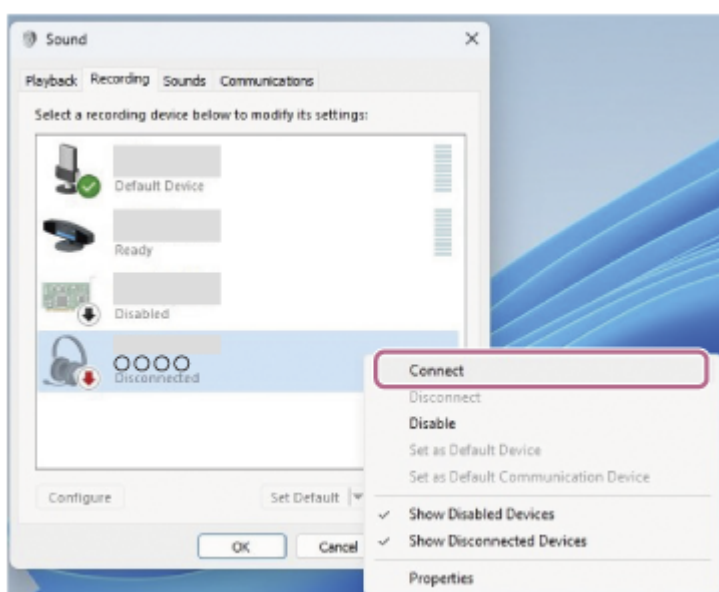 Sound
Playback Recording Sounds Communications
Select a recording device below to modify its settings:
Default Device
Ready
Disabled
○○○○
Disconnected
Configure
Set Default
OK Cancel
Connect
Disconnect
Disable
Set as Default Device
Set as Default Communication Device
Show Disabled Devices
Show Disconnected Devices
Properties